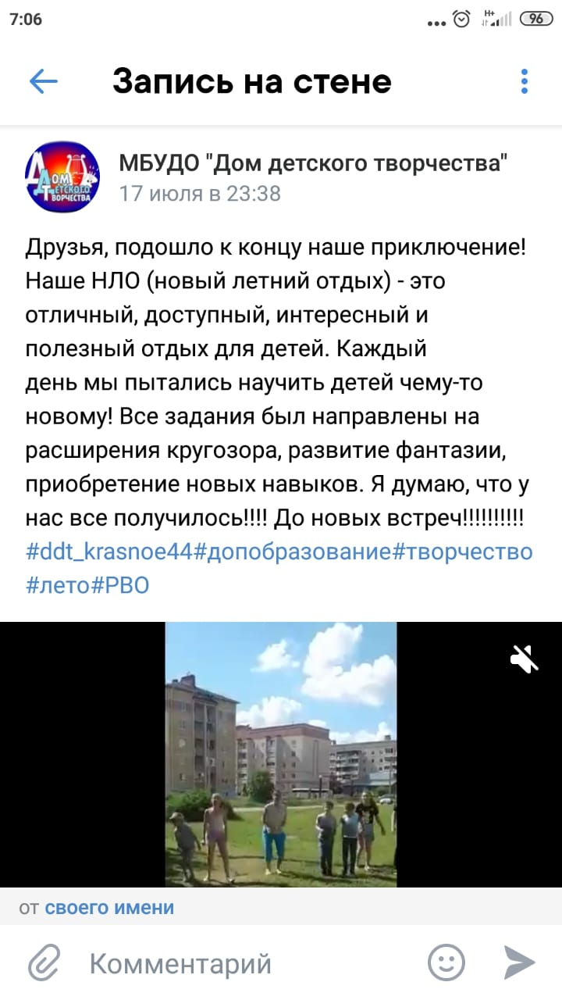 7:06
H+
96
Запись на стене
Дом
Детского
Творчества
МБУДО "Дом детского творчества"
17 июля в 23:38
Друзья, подошло к концу наше приключение!
Наше НЛО (новый летний отдых) - это
отличный, доступный, интересный и
полезный отдых для детей. Каждый
день мы пытались научить детей чему-то
новому! Все задания был направлены на
расширения кругозора, развитие фантазии,
приобретение новых навыков. Я думаю, что у
нас все получилось!!!! До новых встреч!!!!!!!!!!
#ddt_krasnoe44#допобразование#творчество
#лето#РВО
от своего имени
Комментарий